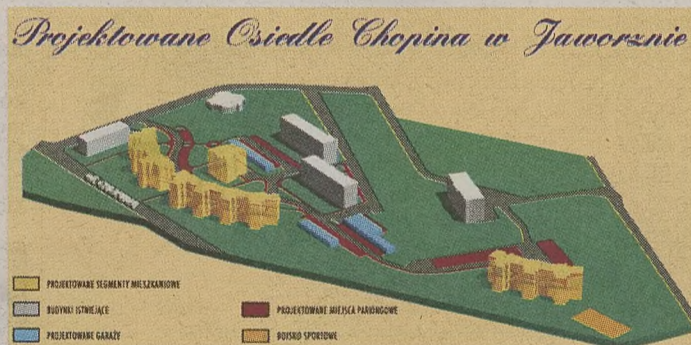 Projektowane Osiedle Chopina w Jaworznie
PROJEKTOWANE SEGMENTY MIESZKANIOWE
BUDYNKI ISTNIEJĄCE
PROJEKTOWANE GARAŻE
PROJEKTOWANE MIEJSCA PARKINGOWE
BOISKO SPORTOWE